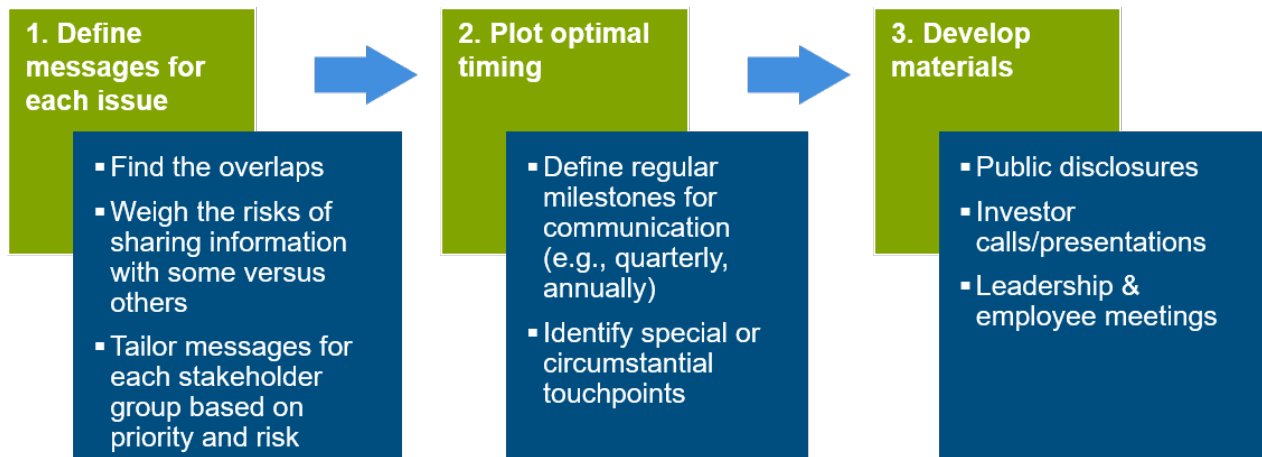 1. Define
messages for
each issue
▪ Find the overlaps
▪ Weigh the risks of
sharing information
with some versus
others
▪ Tailor messages for
each stakeholder
group based on
priority and risk
2. Plot optimal
timing
▪ Define regular
milestones for
communication
(e.g., quarterly,
annually)
▪ Identify special or
circumstantial
touchpoints
3. Develop
materials
▪ Public disclosures
▪ Investor
calls/presentations
▪ Leadership &
employee meetings